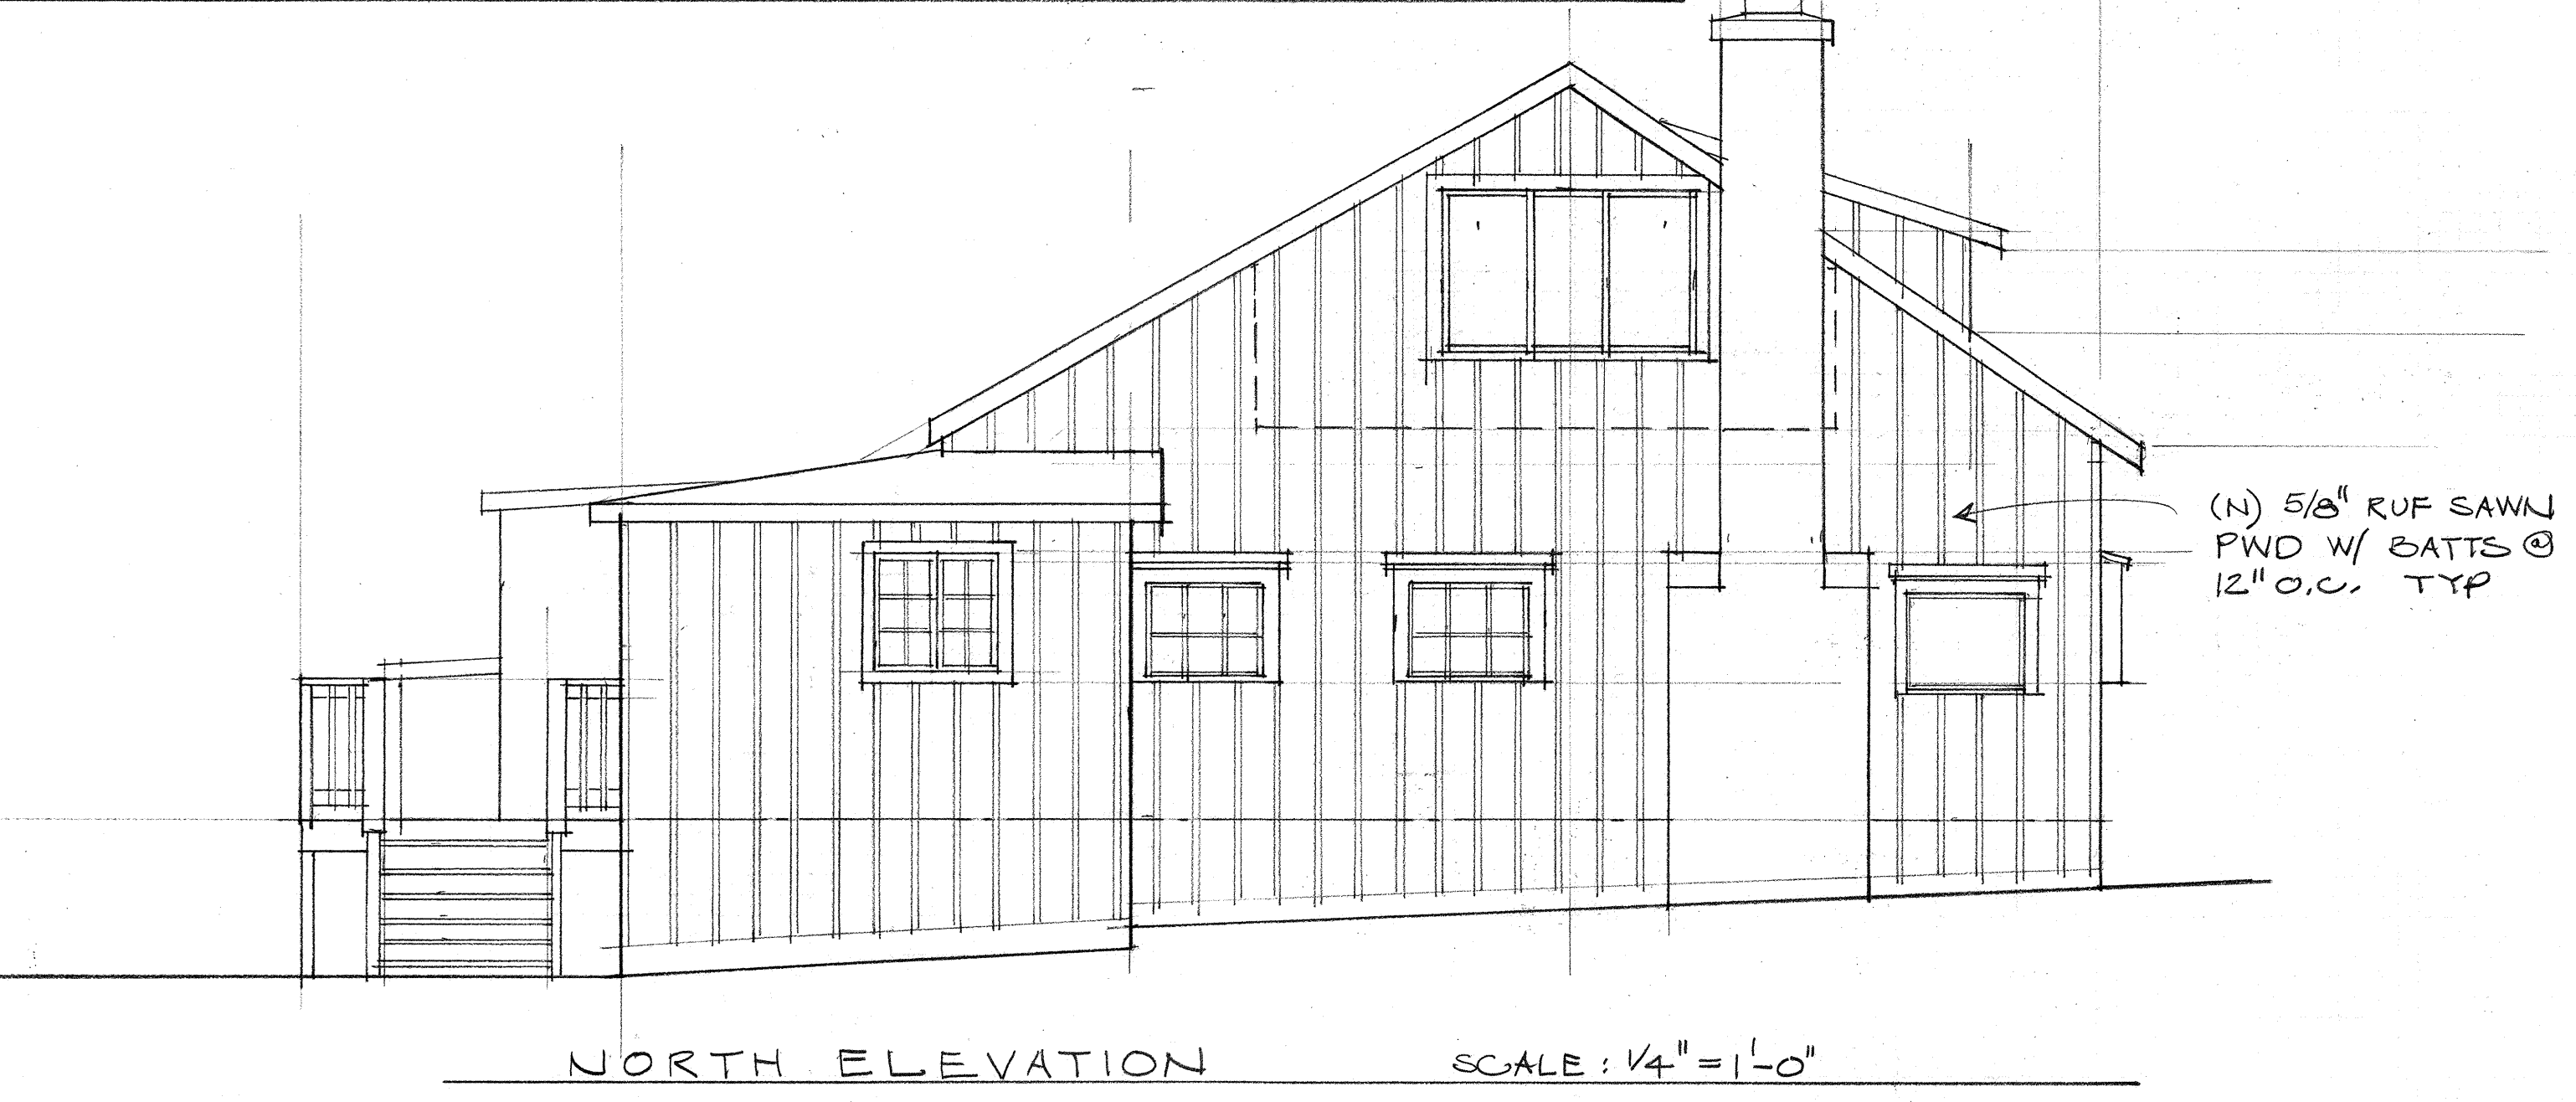 (N) 5/8" RUF SAWN
PWD W/ BATTS @
12" O.C. TYP
NORTH ELEVATION
SCALE: 1/4" = 1'-0"